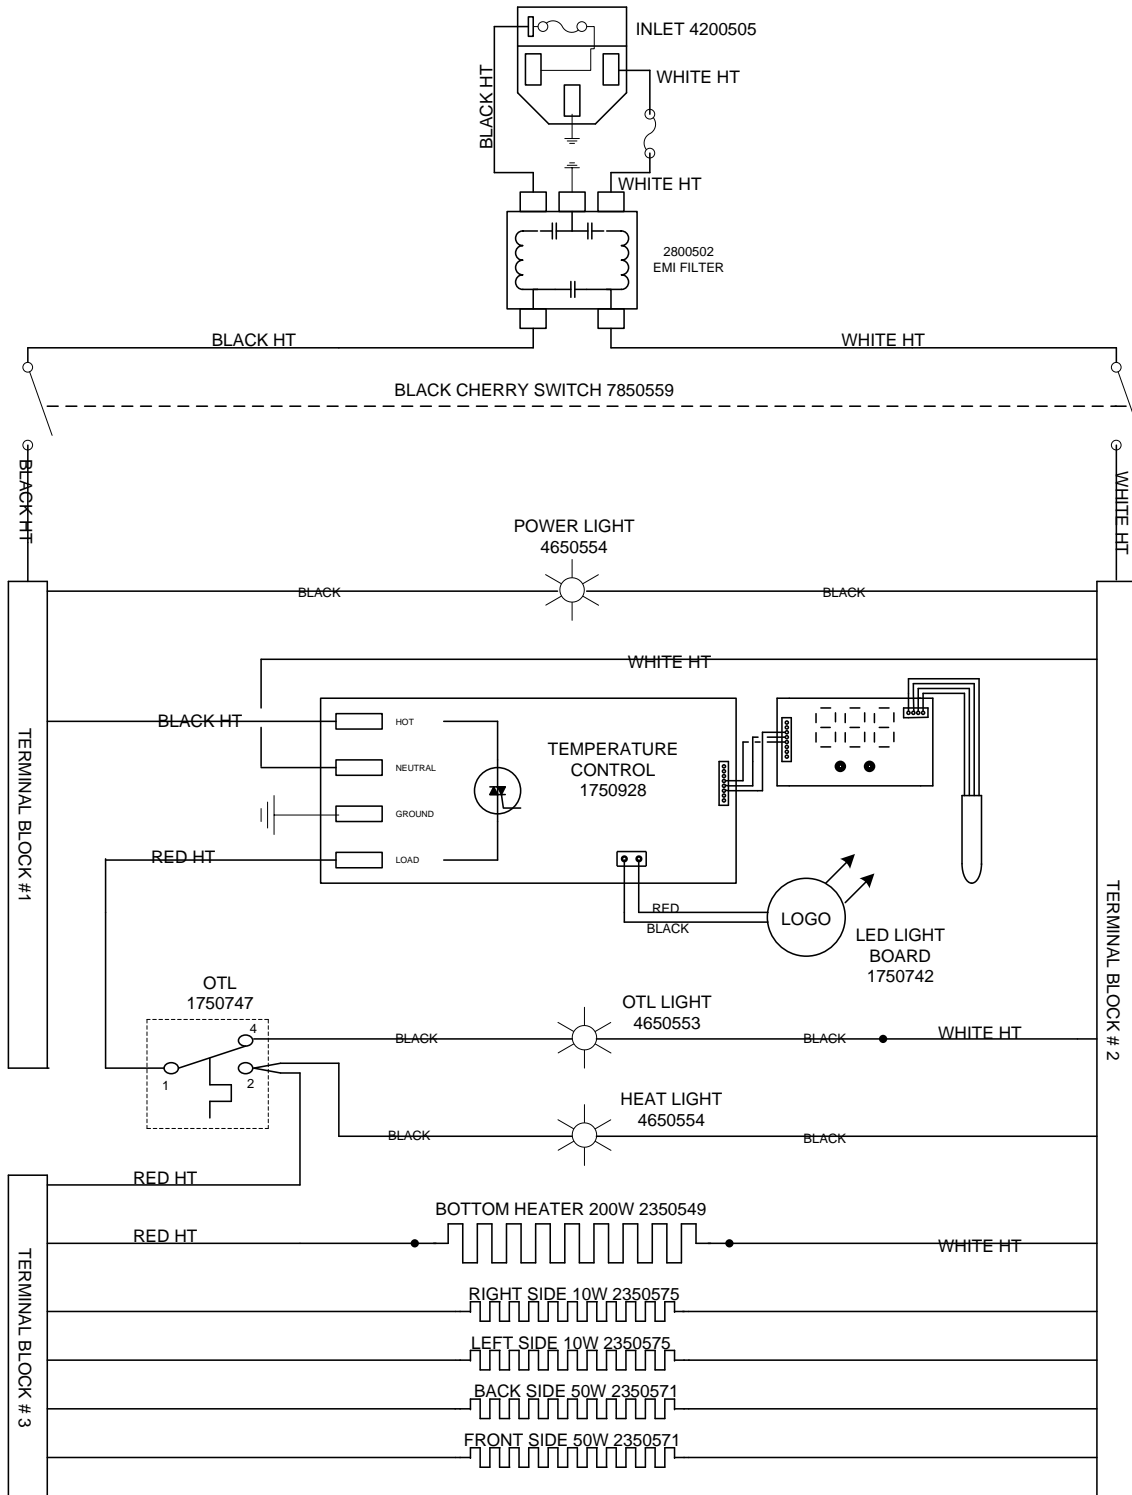 INLET 4200505
BLACK HT
WHITE HT
WHITE HT
2800502
EMI FILTER
BLACK HT
WHITE HT
BLACK CHERRY SWITCH 7850559
BLACK HT
WHITE HT
POWER LIGHT
4650554
BLACK
BLACK
WHITE HT
BLACK HT
HOT
NEUTRAL
GROUND
LOAD
TEMPERATURE
CONTROL
1750928
TERMINAL BLOCK #1
RED HT
RED
BLACK
LOGO
LED LIGHT
BOARD
1750742
TERMINAL BLOCK # 2
OTL
1750747
4
1
2
OTL LIGHT
4650553
BLACK
BLACK
WHITE HT
HEAT LIGHT
4650554
BLACK
BLACK
RED HT
BOTTOM HEATER 200W 2350549
RED HT
WHITE HT
TERMINAL BLOCK # 3
RIGHT SIDE 10W 2350575
LEFT SIDE 10W 2350575
BACK SIDE 50W 2350571
FRONT SIDE 50W 2350571